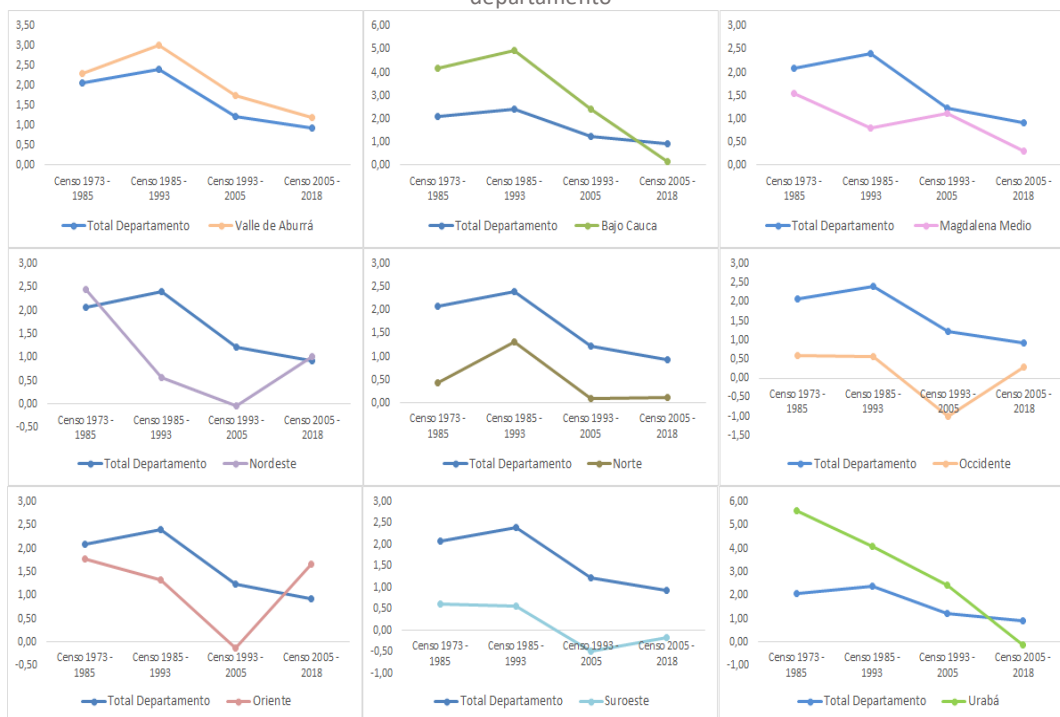 departamento
3,50
3,00
2,50
2,00
1,50
1,00
0,50
0,00
Censo 1973 - Censo 1985 - Censo 1993 - Censo 2005 -
1985 1993 2005 2018
Total Departamento Valle de Aburrá
6,00
5,00
4,00
3,00
2,00
1,00
0,00
Censo 1973 - Censo 1985 - Censo 1993 - Censo 2005 -
1985 1993 2005 2018
Total Departamento Bajo Cauca
3,00
2,50
2,00
1,50
1,00
0,50
0,00
Censo 1973 - Censo 1985 - Censo 1993 - Censo 2005 -
1985 1993 2005 2018
Total Departamento Magdalena Medio
3,00
2,50
2,00
1,50
1,00
0,50
0,00
-0,50
Censo 1973 - Censo 1985 - Censo 1993 - Censo 2005 -
1985 1993 2005 2018
Total Departamento Nordeste
3,00
2,50
2,00
1,50
1,00
0,50
0,00
Censo 1973 - Censo 1985 - Censo 1993 - Censo 2005 -
1985 1993 2005 2018
Total Departamento Norte
3,00
2,50
2,00
1,50
1,00
0,50
0,00
-0,50
-1,00
-1,50
Censo 1973 - Censo 1985 - Censo 1993 - Censo 2005 -
1985 1993 2005 2018
Total Departamento Occidente
3,00
2,50
2,00
1,50
1,00
0,50
0,00
-0,50
Censo 1973 - Censo 1985 - Censo 1993 - Censo 2005 -
1985 1993 2005 2018
Total Departamento Oriente
3,00
2,50
2,00
1,50
1,00
0,50
0,00
-0,50
-1,00
Censo 1973 - Censo 1985 - Censo 1993 - Censo 2005 -
1985 1993 2005 2018
Total Departamento Suroeste
6,00
5,00
4,00
3,00
2,00
1,00
0,00
-1,00
Censo 1973 - Censo 1985 - Censo 1993 - Censo 2005 -
1985 1993 2005 2018
Total Departamento Urabá